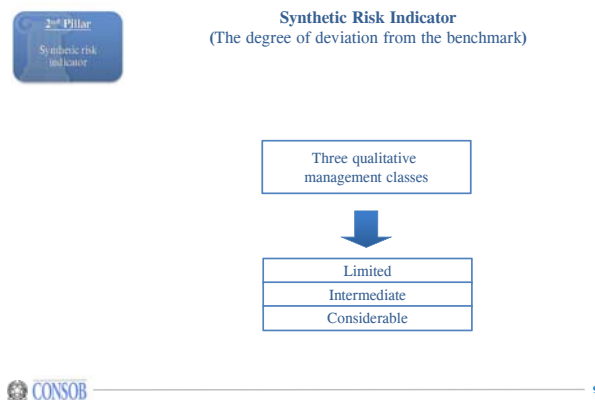 2nd Pillar
Synthetic risk
indicator
Synthetic Risk Indicator
(The degree of deviation from the benchmark)
Three qualitative
management classes
Limited
Intermediate
Considerable
CONSOB